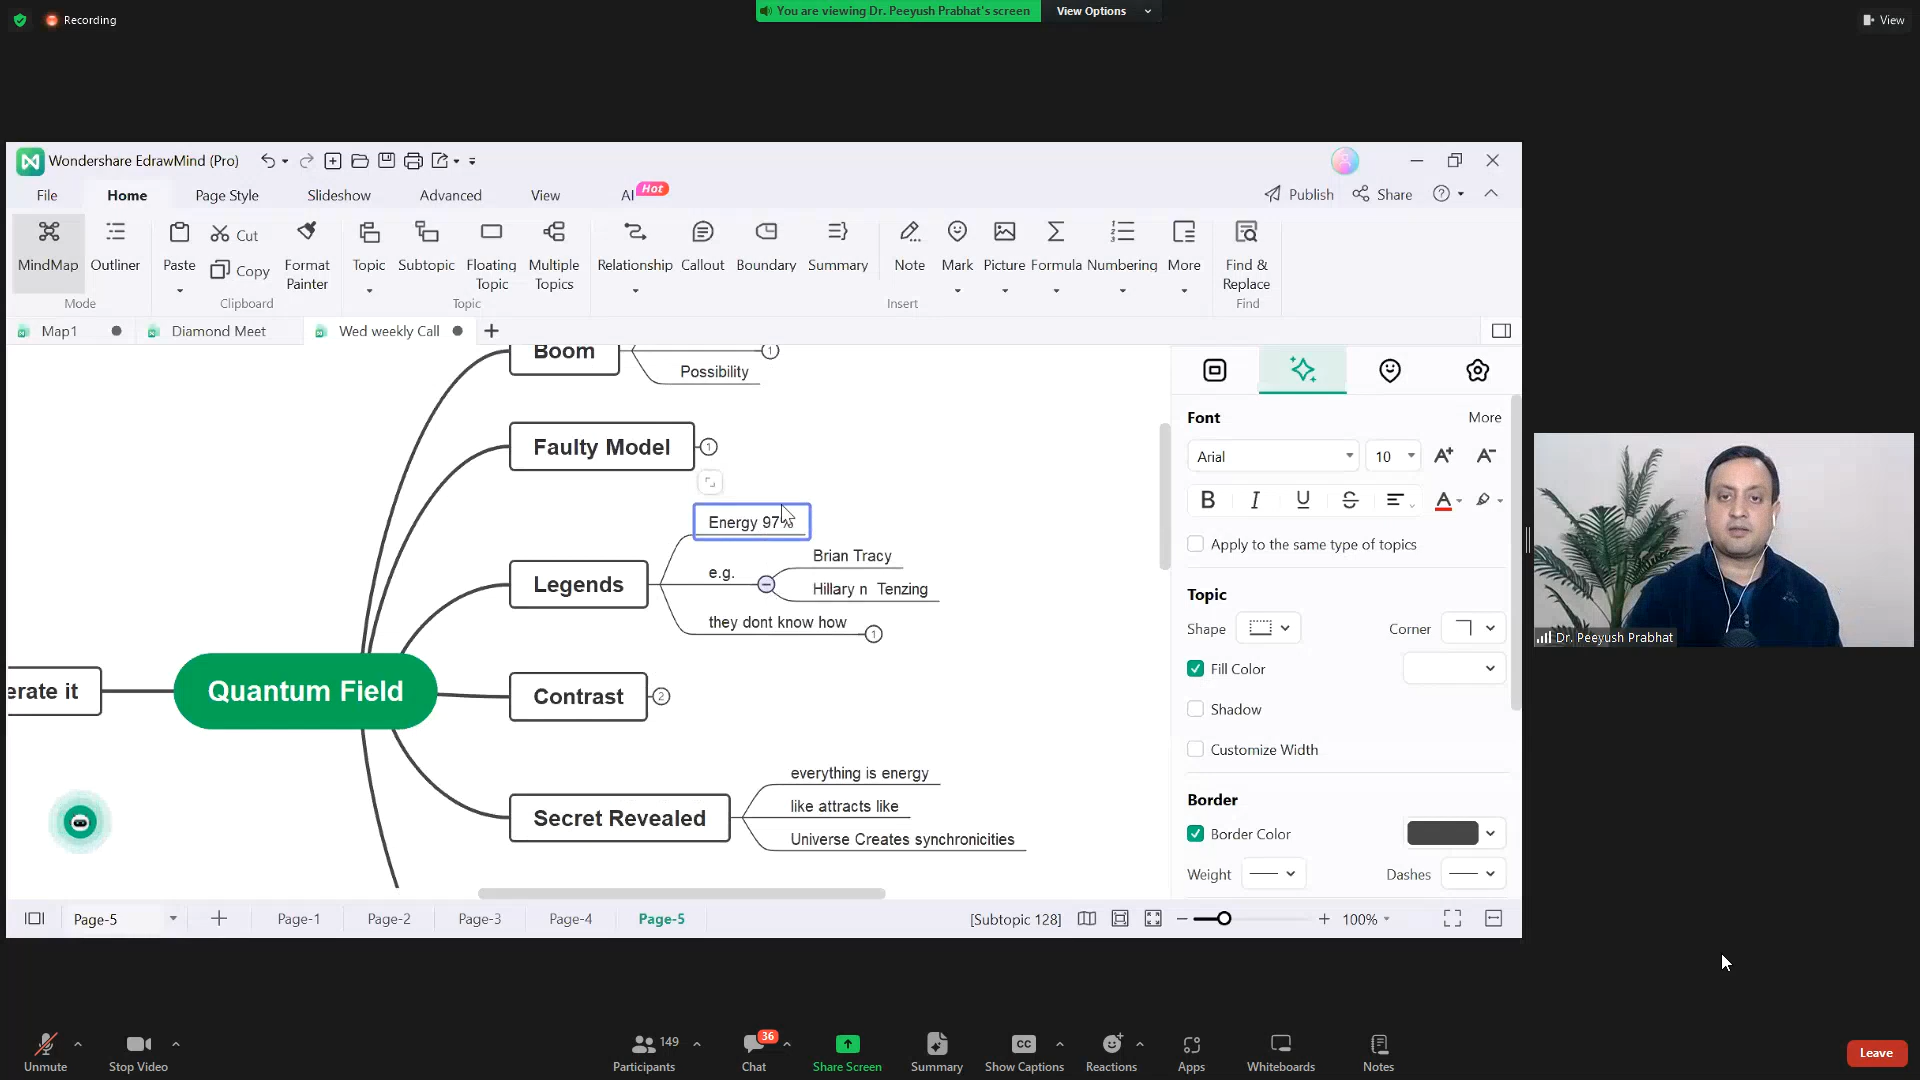 Recording
You are viewing Dr. Peeyush Prabhat's screen
View Options
View
Wondershare EdrawMind (Pro)
File
Home
Page Style
Slideshow
Advanced
View
AI
Hot
Publish
Share
MindMap
Outliner
Mode
Paste
Cut
Copy
Format
Painter
Clipboard
Topic
Subtopic
Floating
Topic
Multiple
Topics
Topic
Relationship
Callout
Boundary
Summary
Note
Mark
Picture
Formula
Numbering
More
Insert
Find &
Replace
Find
Map1
Diamond Meet
Wed weekly Call
Boom
1
Possibility
Faulty Model
1
Energy 97%
Legends
e.g.
Brian Tracy
Hillary n Tenzing
they dont know how
1
erate it
Quantum Field
Contrast
2
Secret Revealed
everything is energy
like attracts like
Universe Creates synchronicities
Font
More
Arial
10
A+
A-
B
I
U
S
A
Apply to the same type of topics
Topic
Shape
Corner
Fill Color
Shadow
Customize Width
Border
Border Color
Weight
Dashes
Page-5
Page-1
Page-2
Page-3
Page-4
Page-5
[Subtopic 128]
100%
Dr. Peeyush Prabhat
Unmute
Stop Video
149
Participants
36
Chat
Share Screen
Summary
CC
Show Captions
Reactions
Apps
Whiteboards
Notes
Leave